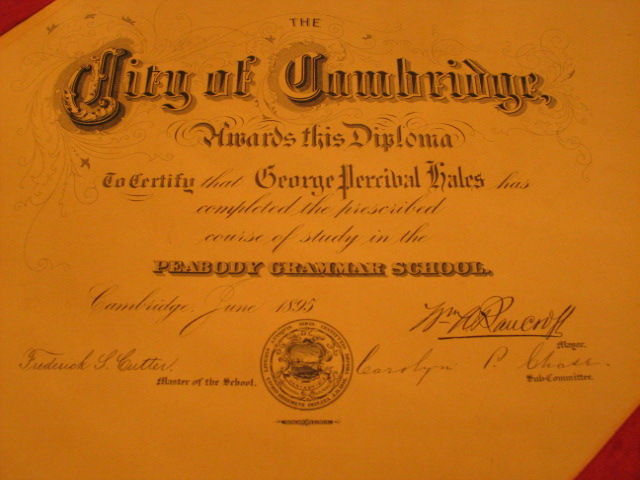 THE
City of Cambridge,
Awards this Diploma
To Certify that George Percival Hales has
completed the prescribed
course of study in the
PEABODY GRAMMAR SCHOOL.
Cambridge, June 1895
Wm A Bancroft
Mayor.
Frederick S. Cutter.
Master of the School.
Carolyn P. Chase
Sub-Committee.